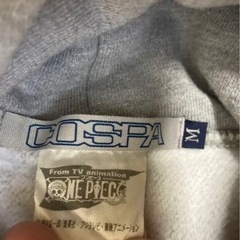 COSPA M
From TV animation
ONE PIECE